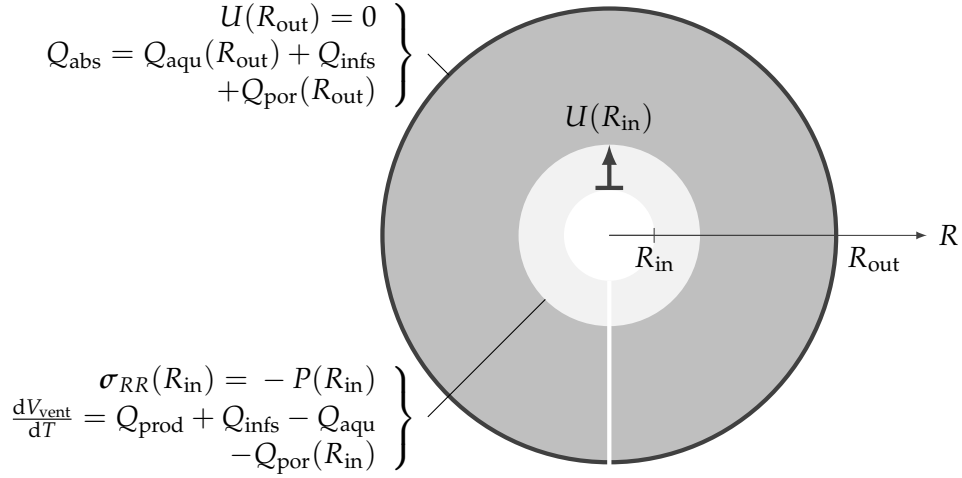 U(R_out) = 0
Q_abs = Q_aqu(R_out) + Q_infs
+Q_por(R_out)
U(R_in)
R
R_in
R_out
σ_RR(R_in) = − P(R_in)
dV_vent/dT = Q_prod + Q_infs − Q_aqu
−Q_por(R_in)